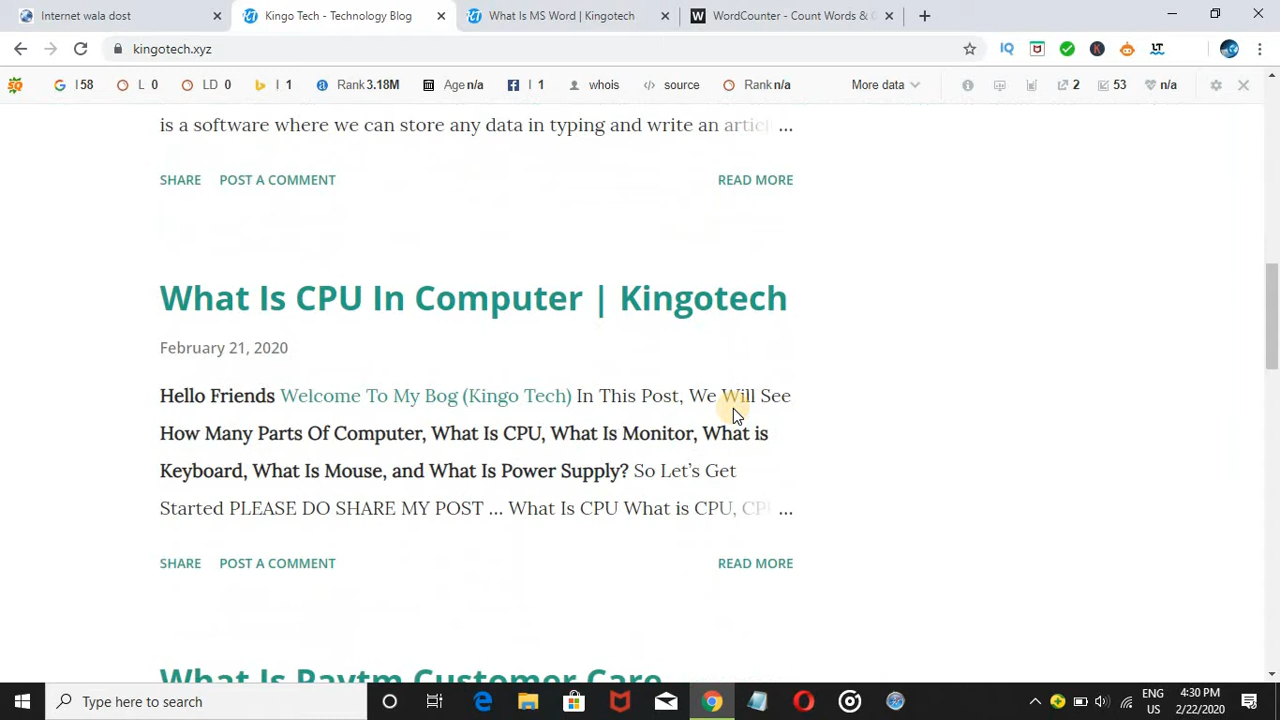 Internet wala dost
Kingo Tech - Technology Blog
What Is MS Word | Kingotech
WordCounter - Count Words &
kingotech.xyz
I 58
L 0
LD 0
I 1
Rank 3.18M
Age n/a
I 1
whois
source
Rank n/a
More data
2
53
n/a
is a software where we can store any data in typing and write an artic ...
SHARE
POST A COMMENT
READ MORE
What Is CPU In Computer | Kingotech
February 21, 2020
Hello Friends Welcome To My Bog (Kingo Tech) In This Post, We Will See
How Many Parts Of Computer, What Is CPU, What Is Monitor, What is
Keyboard, What Is Mouse, and What Is Power Supply? So Let’s Get
Started PLEASE DO SHARE MY POST ... What Is CPU What is CPU, CP ...
SHARE
POST A COMMENT
READ MORE
What Is Paytm Customer Care
Type here to search
ENG
US
4:30 PM
2/22/2020